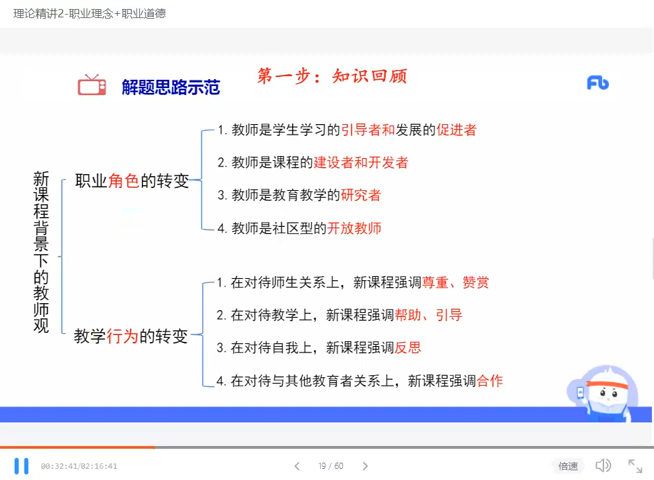 理论精讲2-职业理念+职业道德
解题思路示范
第一步：知识回顾
Fb
新课程背景下的教师观
职业角色的转变
1.教师是学生学习的引导者和发展的促进者
2.教师是课程的建设者和开发者
3.教师是教育教学的研究者
4.教师是社区型的开放教师
教学行为的转变
1.在对待师生关系上，新课程强调尊重、赞赏
2.在对待教学上，新课程强调帮助、引导
3.在对待自我上，新课程强调反思
4.在对待与其他教育者关系上，新课程强调合作
00:32:41/02:16:41
19 / 60
倍速